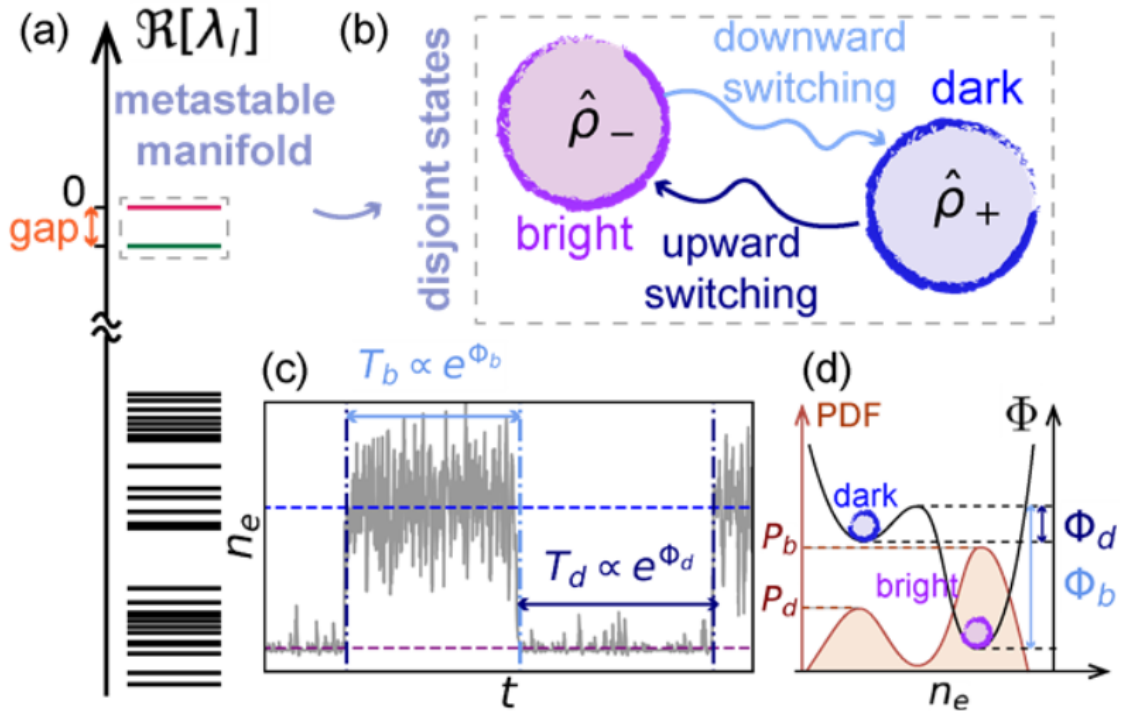 (a)
ℜ[λ_l]
metastable
manifold
0
gap
(b)
disjoint states
downward
switching
dark
ρ̂₋
ρ̂₊
bright
upward
switching
(c)
T_b ∝ e^{Φ_b}
T_d ∝ e^{Φ_d}
n_e
t
(d)
PDF
Φ
dark
P_b
bright
P_d
Φ_d
Φ_b
n_e